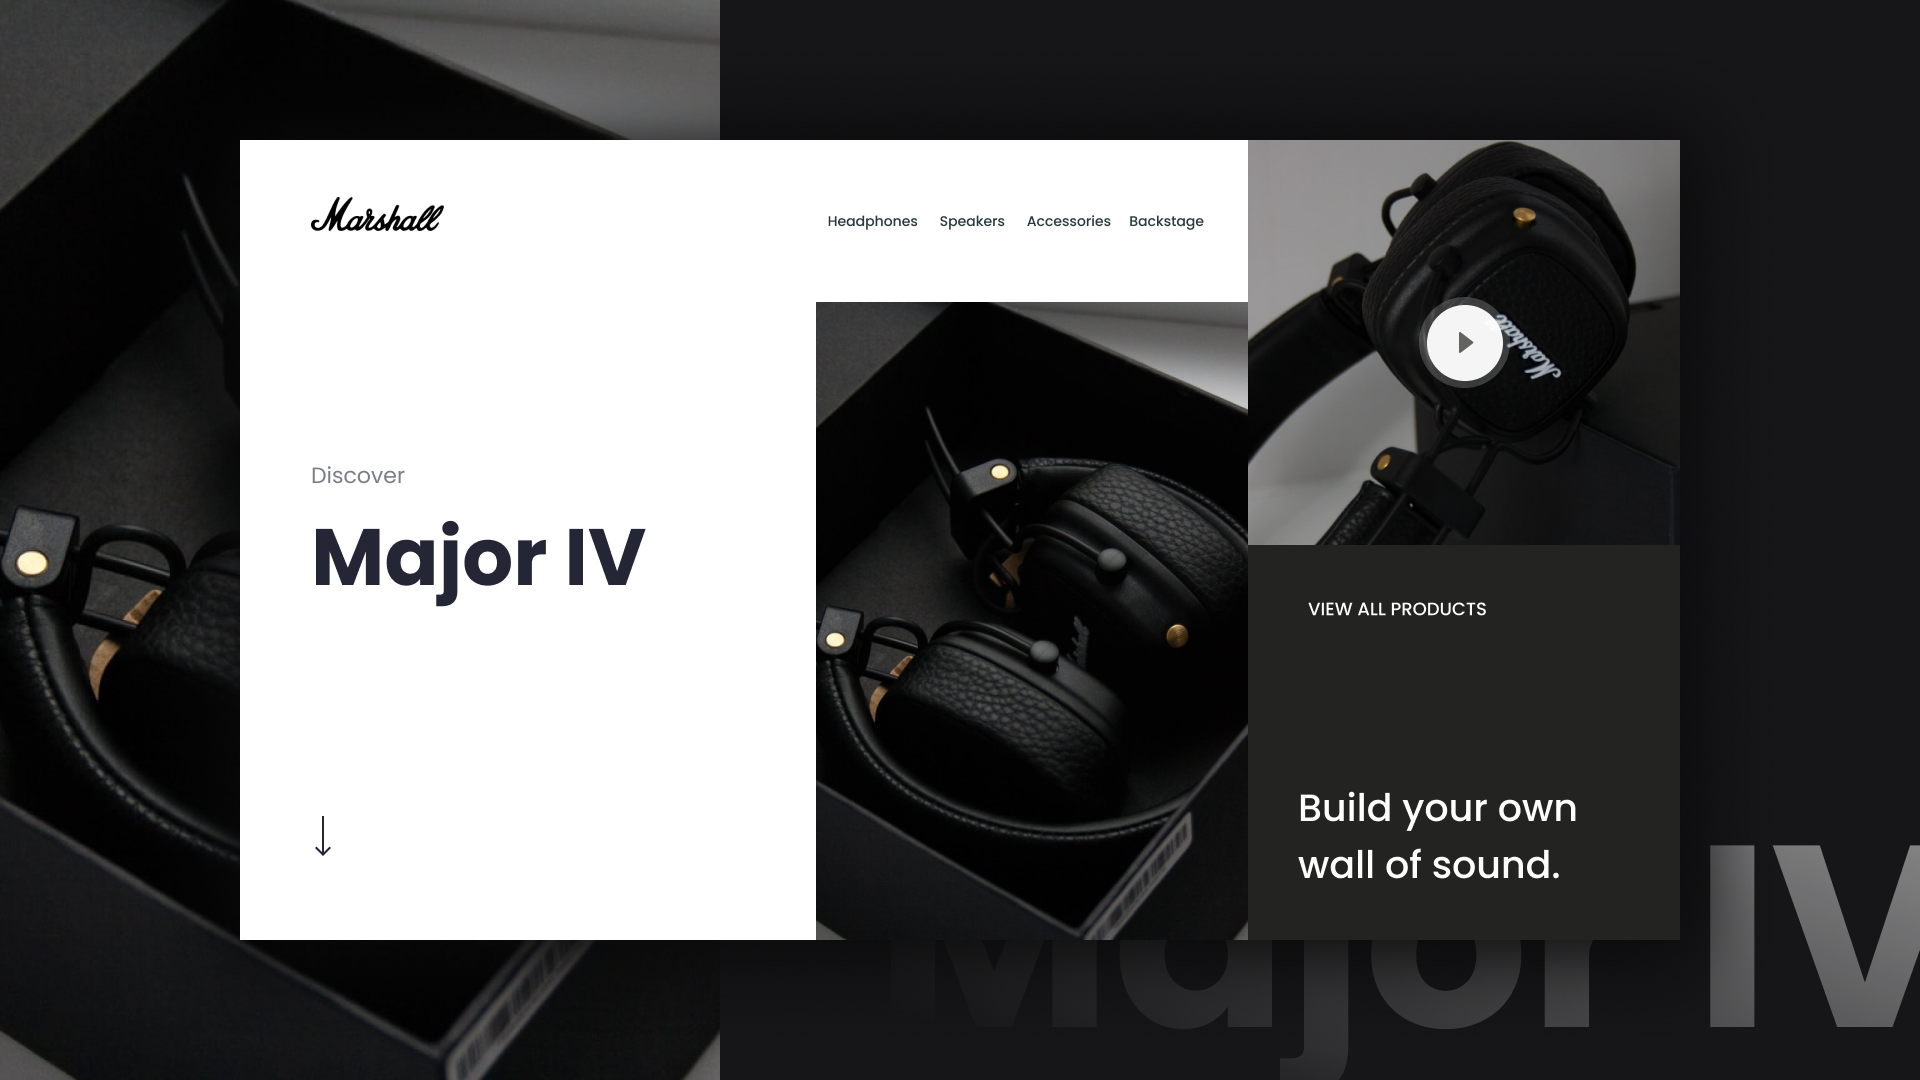 Marshall
Headphones Speakers Accessories Backstage
Marshall
Discover
Major IV
VIEW ALL PRODUCTS
Build your own
wall of sound.
Major IV